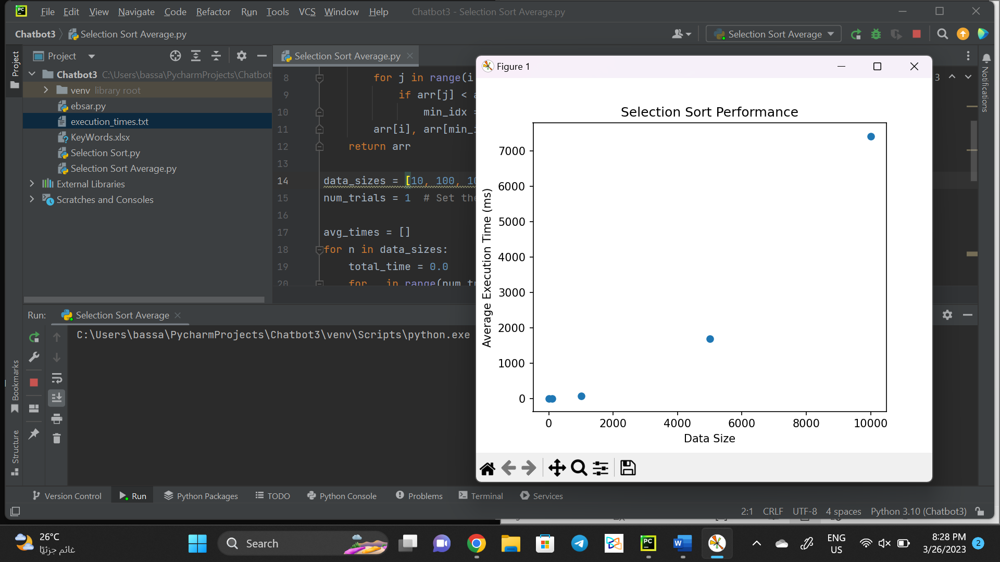 File Edit View Navigate Code Refactor Run Tools VCS Window Help Chatbot3 - Selection Sort Average.py
Chatbot3 Selection Sort Average.py
Selection Sort Average
Project
Project
Selection Sort Average.py
Chatbot3 C:\Users\bassa\PycharmProjects\Chatbot
venv library root
ebsar.py
execution_times.txt
KeyWords.xlsx
Selection Sort.py
Selection Sort Average.py
External Libraries
Scratches and Consoles
8 for j in range(i
9 if arr[j] <
10 min_idx
11 arr[i], arr[min_
12 return arr
13
14 data_sizes = [10, 100, 10
15 num_trials = 1 # Set the
16
17 avg_times = []
18 for n in data_sizes:
19 total_time = 0.0
20 for _ in range(num_tr
3
Notifications
Figure 1
Selection Sort Performance
Average Execution Time (ms)
7000
6000
5000
4000
3000
2000
1000
0
0 2000 4000 6000 8000 10000
Data Size
Run: Selection Sort Average
C:\Users\bassa\PycharmProjects\Chatbot3\venv\Scripts\python.exe
Bookmarks
Structure
Version Control Run Python Packages TODO Python Console Problems Terminal Services
2:1 CRLF UTF-8 4 spaces Python 3.10 (Chatbot3)
26°C
غائم جزئيًا
Search
ENG
US
8:28 PM
3/26/2023
2